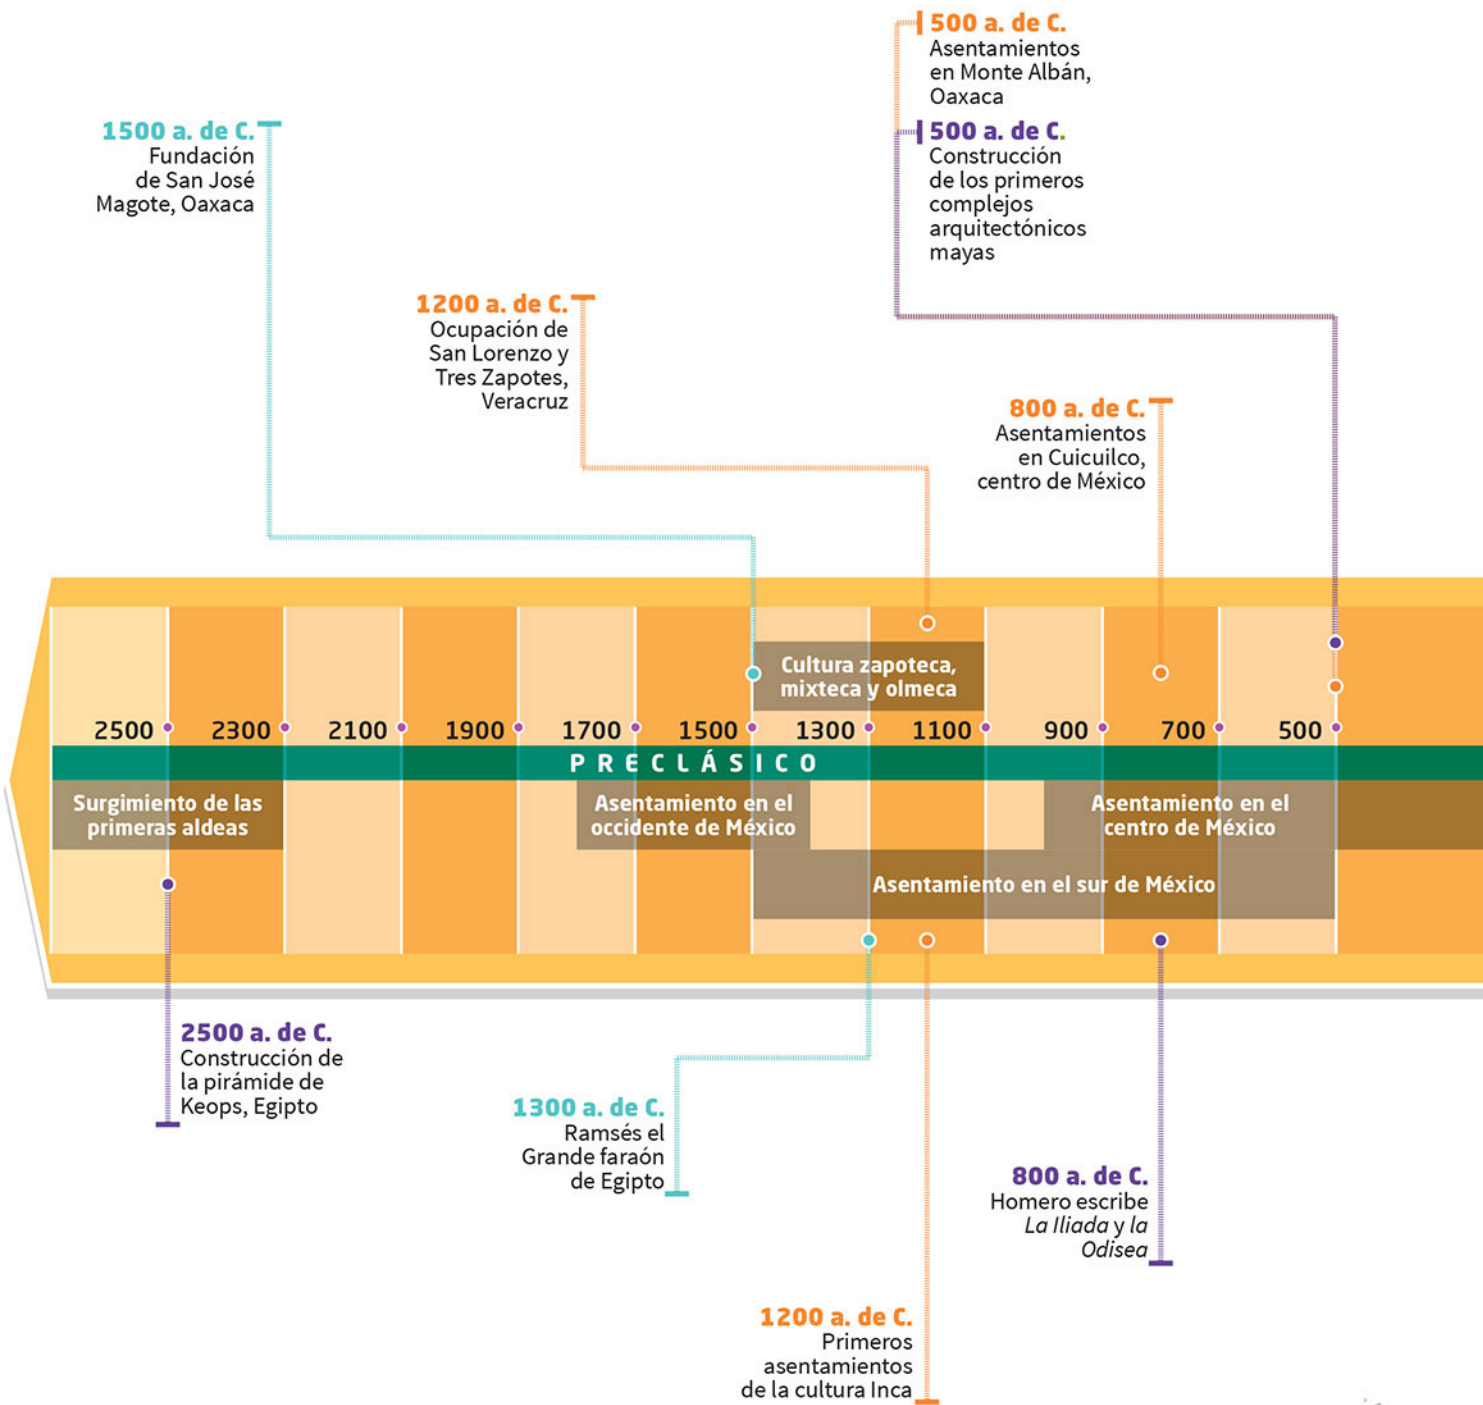 500 a. de C.
Asentamientos
en Monte Albán,
Oaxaca
1500 a. de C.
Fundación
de San José
Magote, Oaxaca
500 a. de C.
Construcción
de los primeros
complejos
arquitectónicos
mayas
1200 a. de C.
Ocupación de
San Lorenzo y
Tres Zapotes,
Veracruz
800 a. de C.
Asentamientos
en Cuicuilco,
centro de México
Cultura zapoteca,
mixteca y olmeca
2500 2300 2100 1900 1700 1500 1300 1100 900 700 500
PRECLÁSICO
Surgimiento de las
primeras aldeas
Asentamiento en el
occidente de México
Asentamiento en el
centro de México
Asentamiento en el sur de México
2500 a. de C.
Construcción de
la pirámide de
Keops, Egipto
1300 a. de C.
Ramsés el
Grande faraón
de Egipto
800 a. de C.
Homero escribe
La Iliada y la
Odisea
1200 a. de C.
Primeros
asentamientos
de la cultura Inca